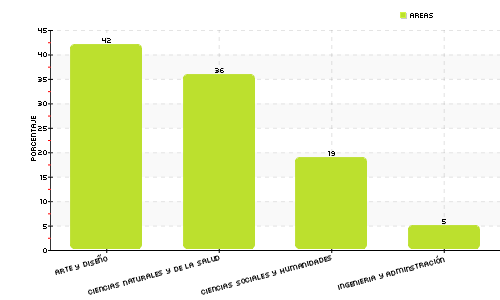 AREAS
45
40
35
30
25
20
15
10
5
0
PORCENTAJE
42
36
19
5
ARTE Y DISEÑO
CIENCIAS NATURALES Y DE LA SALUD
CIENCIAS SOCIALES Y HUMANIDADES
INGENIERIA Y ADMINSTRACIÓN